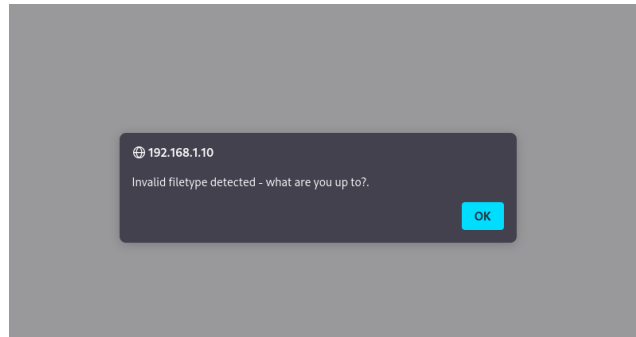 192.168.1.10
Invalid filetype detected - what are you up to?.
OK